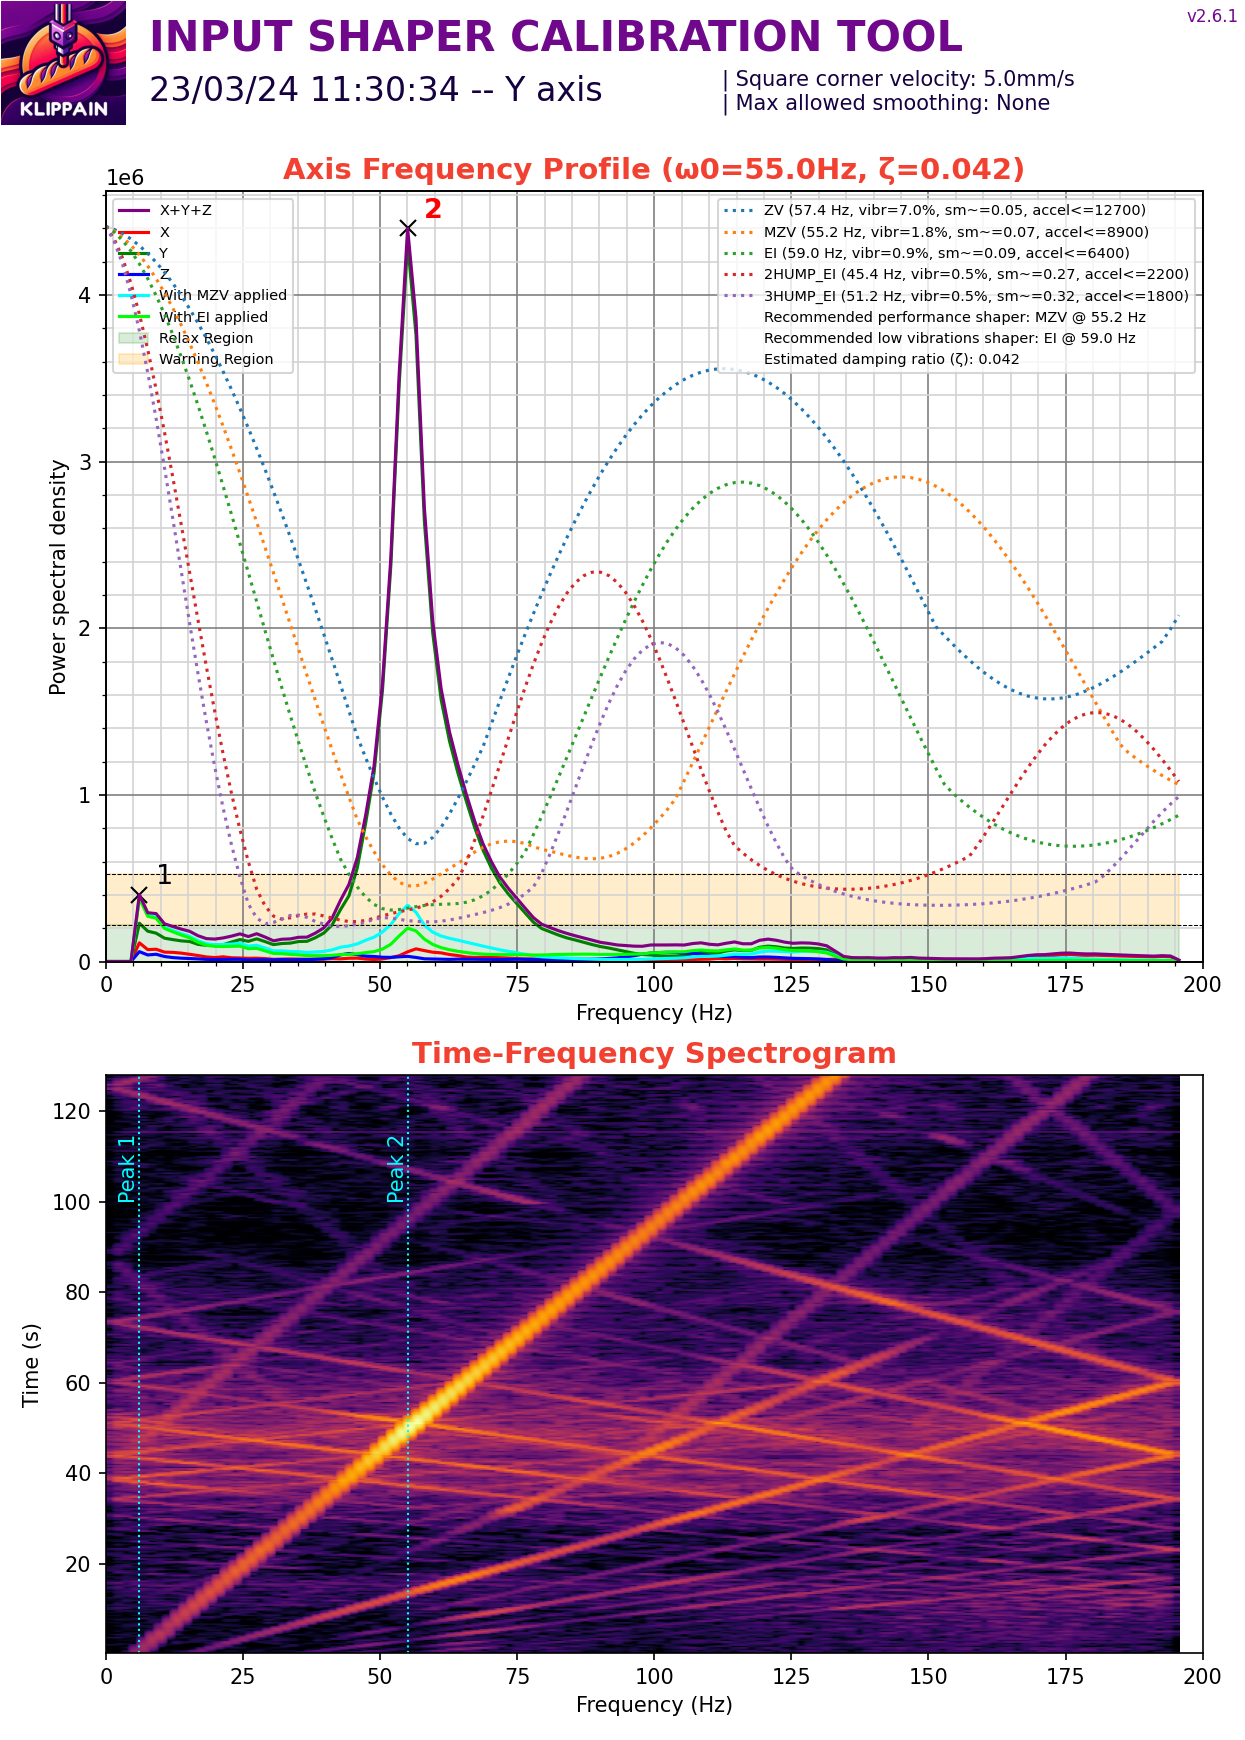 v2.6.1
INPUT SHAPER CALIBRATION TOOL
23/03/24 11:30:34 -- Y axis
| Square corner velocity: 5.0mm/s
| Max allowed smoothing: None
KLIPPAIN
Axis Frequency Profile (ω0=55.0Hz, ζ=0.042)
1e6
X+Y+Z
X
Y
Z
With MZV applied
With EI applied
Relax Region
Warning Region
2
ZV (57.4 Hz, vibr=7.0%, sm~=0.05, accel<=12700)
MZV (55.2 Hz, vibr=1.8%, sm~=0.07, accel<=8900)
EI (59.0 Hz, vibr=0.9%, sm~=0.09, accel<=6400)
2HUMP_EI (45.4 Hz, vibr=0.5%, sm~=0.27, accel<=2200)
3HUMP_EI (51.2 Hz, vibr=0.5%, sm~=0.32, accel<=1800)
Recommended performance shaper: MZV @ 55.2 Hz
Recommended low vibrations shaper: EI @ 59.0 Hz
Estimated damping ratio (ζ): 0.042
4
3
2
1
0
Power spectral density
1
0 25 50 75 100 125 150 175 200
Frequency (Hz)
Time-Frequency Spectrogram
120
100
80
60
40
20
Time (s)
Peak 1
Peak 2
0 25 50 75 100 125 150 175 200
Frequency (Hz)